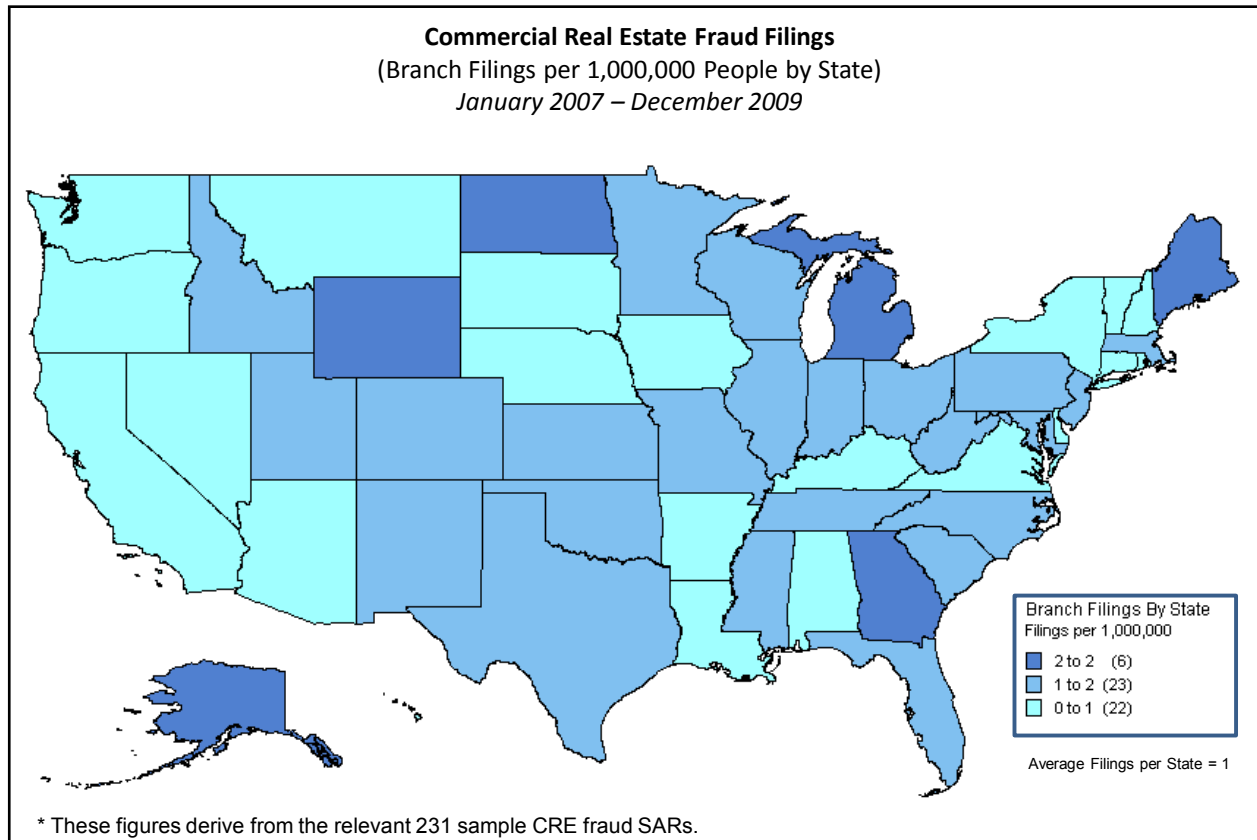 Commercial Real Estate Fraud Filings
(Branch Filings per 1,000,000 People by State)
January 2007 – December 2009
Branch Filings By State
Filings per 1,000,000
2 to 2 (6)
1 to 2 (23)
0 to 1 (22)
Average Filings per State = 1
* These figures derive from the relevant 231 sample CRE fraud SARs.